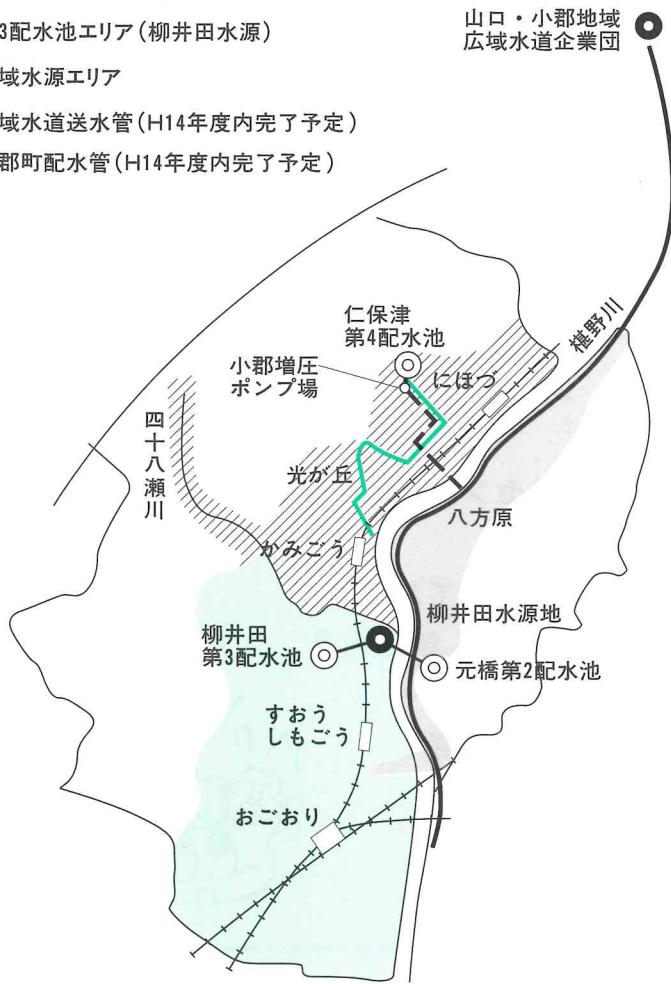 3配水池エリア(柳井田水源)
域水源エリア
域水道送水管(H14年度内完了予定)
郡町配水管(H14年度内完了予定)
山口・小郡地域
広域水道企業団
椹野川
仁保津
第4配水池
小郡増圧
ポンプ場
にほづ
四十八瀬川
光が丘
八方原
かみごう
柳井田水源地
柳井田
第3配水池
元橋第2配水池
すおう
しもごう
おごおり